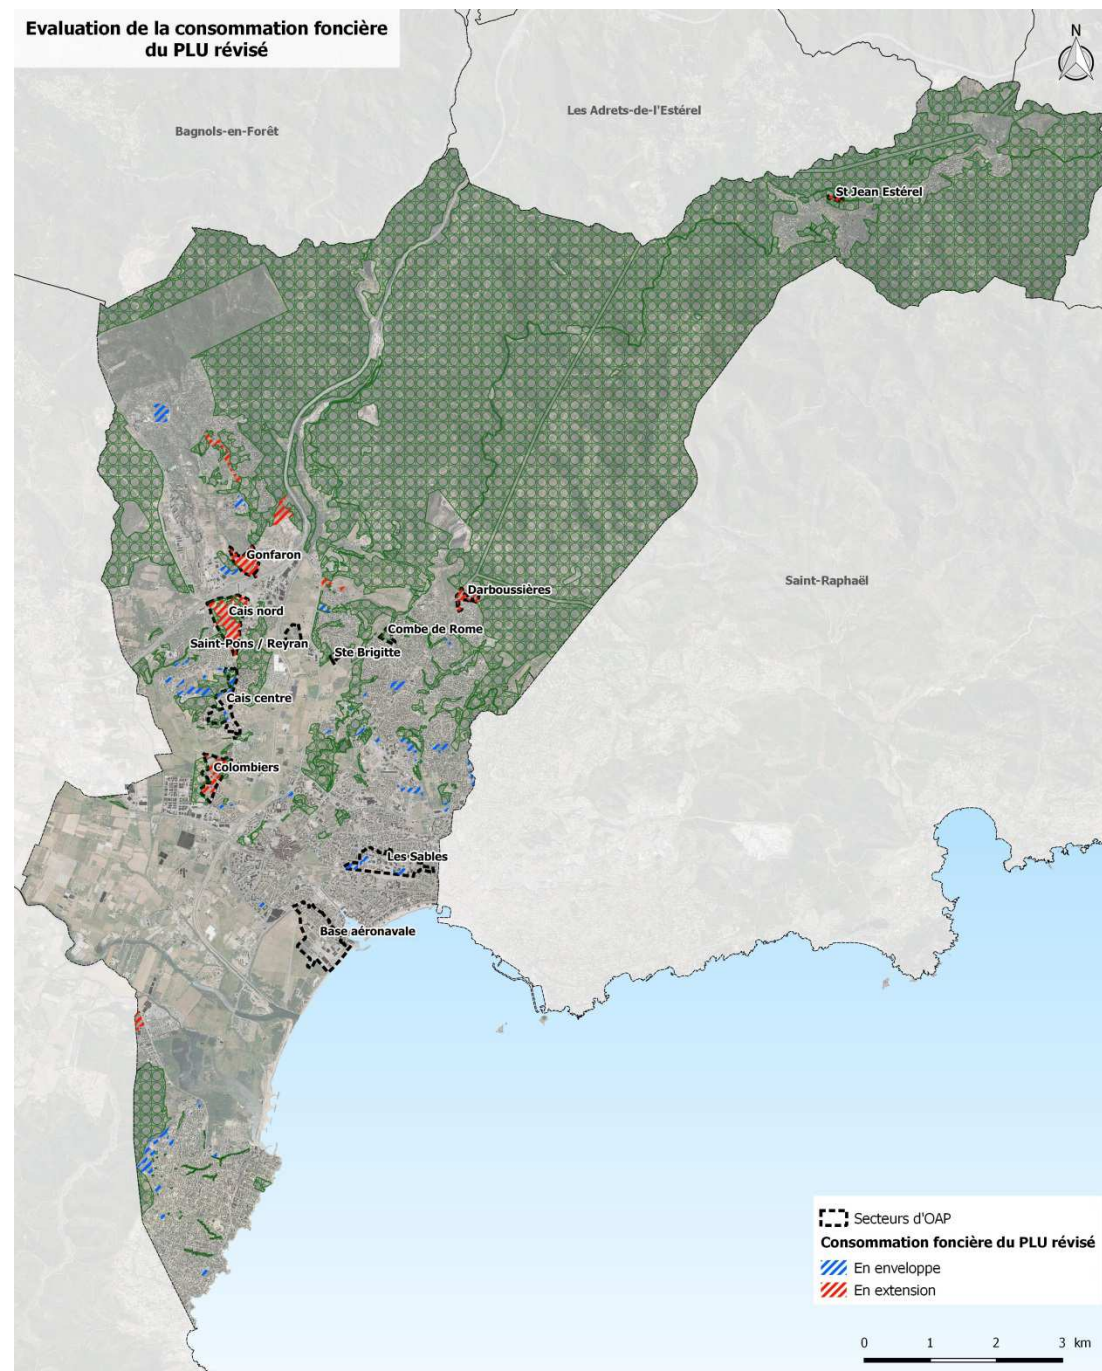 Evaluation de la consommation foncière
du PLU révisé
N
Les Adrets-de-l'Estérel
Bagnols-en-Forêt
St Jean Estérel
Gonfaron
Saint-Raphaël
Darboussières
Cais nord
Combe de Rome
Saint-Pons / Reyran
Ste Brigitte
Cais centre
Colombiers
Les Sables
Base aéronavale
Secteurs d'OAP
Consommation foncière du PLU révisé
En enveloppe
En extension
0 1 2 3 km